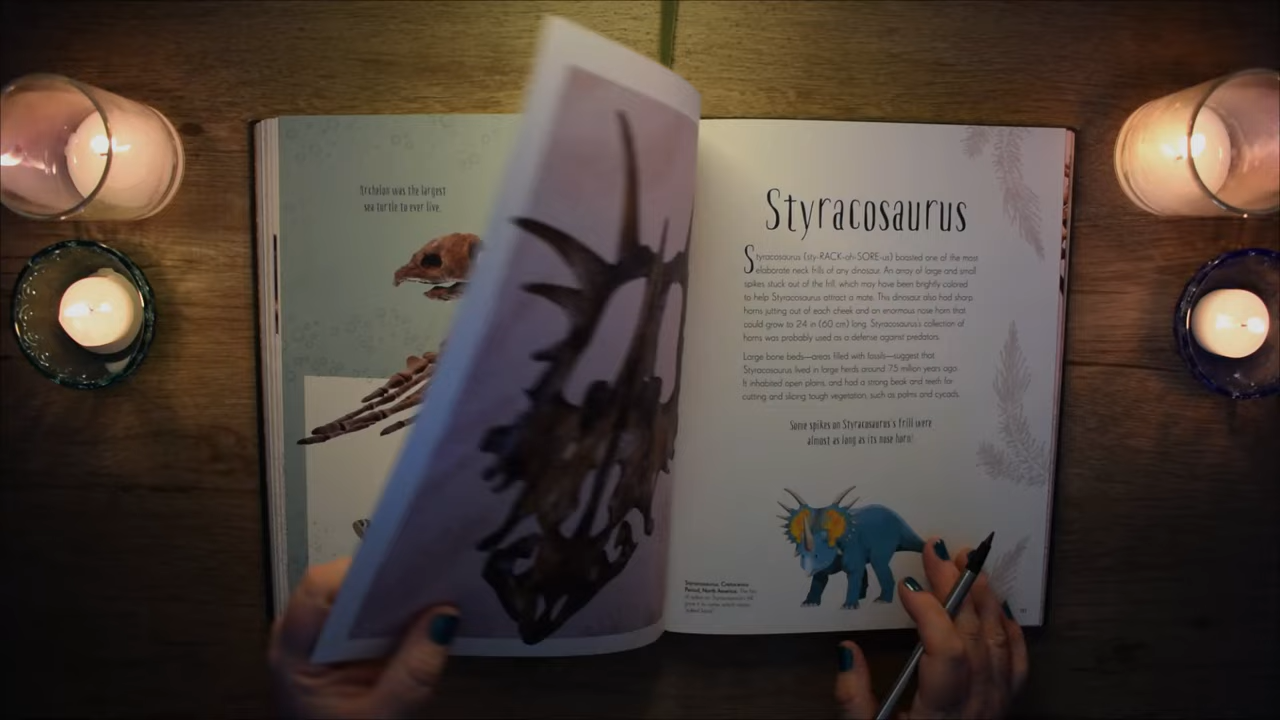 Archelon was the largest
sea turtle to ever live.
Styracosaurus
Styracosaurus (sty-RACK-oh-SORE-us) boasted one of the most
elaborate neck frills of any dinosaur. An array of large and small
spikes stuck out of the frill, which may have been brightly colored
to help Styracosaurus attract a mate. This dinosaur also had sharp
horns jutting out of each cheek and an enormous nose horn that
could grow to 24 in (60 cm) long. Styracosaurus's collection of
horns was probably used as a defense against predators.
Large bone beds—areas filled with fossils—suggest that
Styracosaurus lived in large herds around 75 million years ago.
It inhabited open plains, and had a strong beak and teeth for
cutting and slicing tough vegetation, such as palms and cycads.
Some spikes on Styracosaurus's frill were
almost as long as its nose horn!
Styracosaurus, Cretaceous
Period, North America.